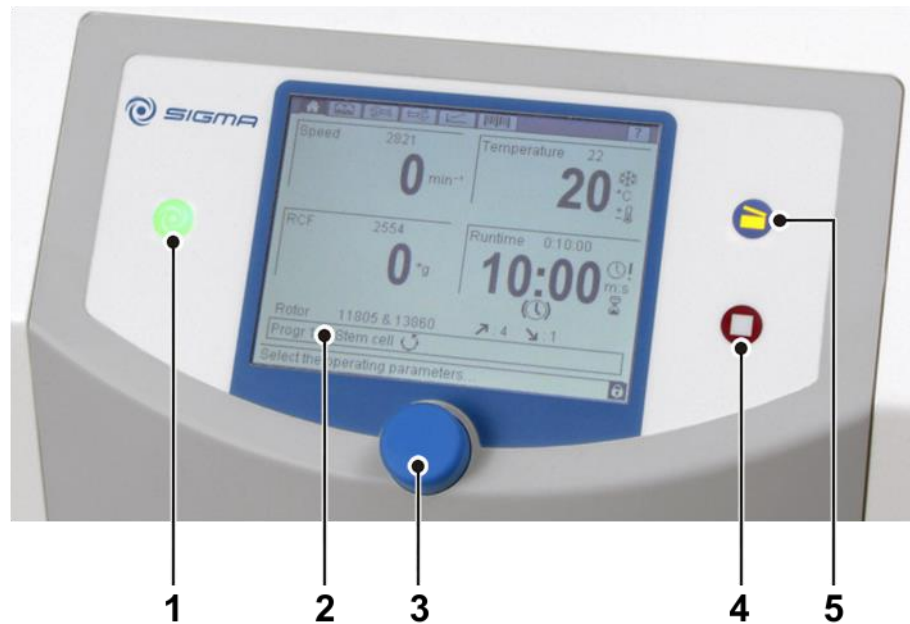 SIGMA
?
Speed 2821
0 min⁻¹
Temperature 22
20 °C
RCF 2554
0 *g
Runtime 0:10:00
10:00 m:s
Rotor 11805 & 13860 4 : 1
Progr 1 Stem cell
Select the operating parameters...
1 2 3 4 5